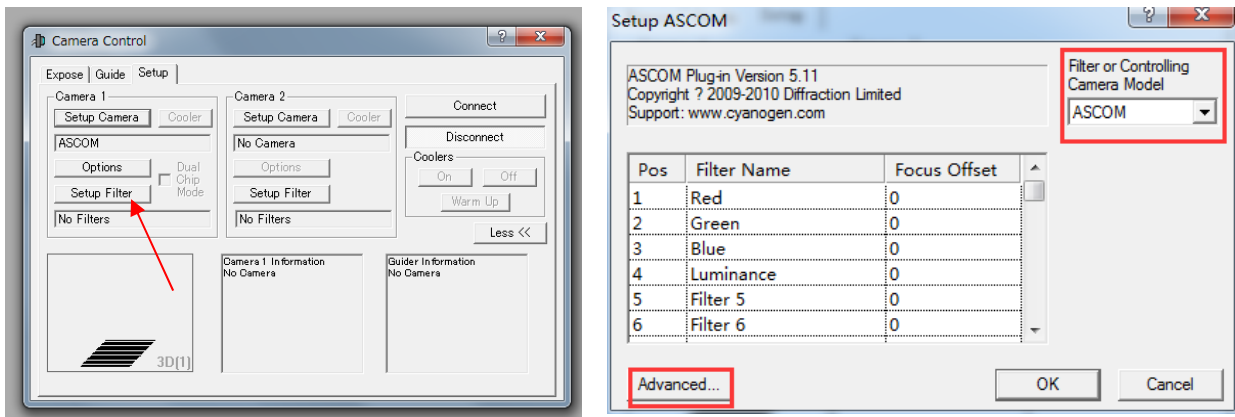 Camera Control
Expose Guide Setup
Camera 1
Setup Camera Cooler
ASCOM
Options
Dual
Chip
Mode
Setup Filter
No Filters
Camera 2
Setup Camera Cooler
No Camera
Options
Setup Filter
No Filters
Connect
Disconnect
Coolers
On Off
Warm Up
Less <<
3D(1)
Camera 1 Information
No Camera
Guider Information
No Camera
Setup ASCOM
ASCOM Plug-in Version 5.11
Copyright ? 2009-2010 Diffraction Limited
Support: www.cyanogen.com
Filter or Controlling
Camera Model
ASCOM
Pos Filter Name Focus Offset
1 Red 0
2 Green 0
3 Blue 0
4 Luminance 0
5 Filter 5 0
6 Filter 6 0
Advanced... OK Cancel